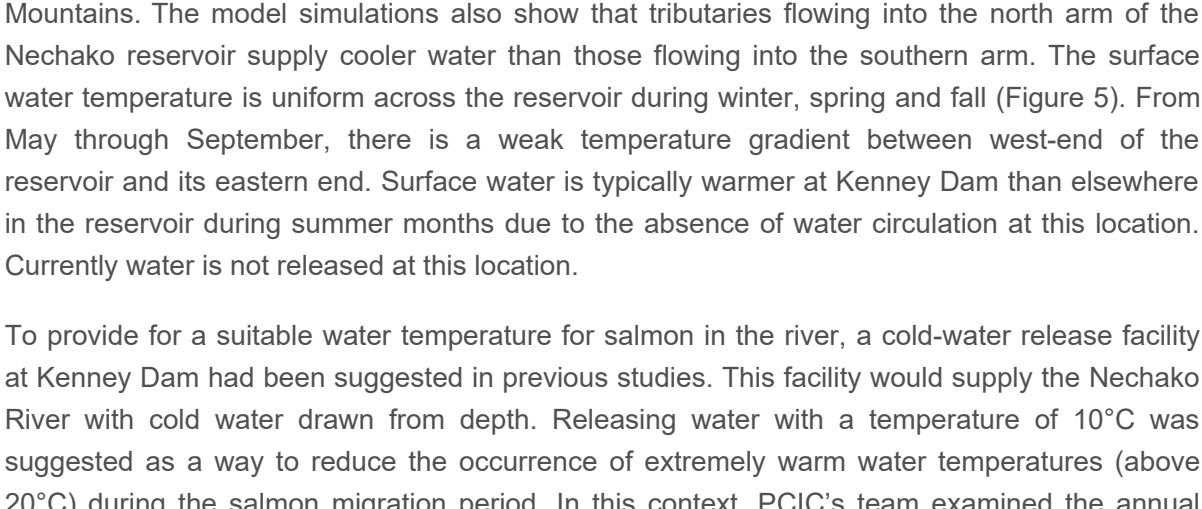 Mountains. The model simulations also show that tributaries flowing into the north arm of the
Nechako reservoir supply cooler water than those flowing into the southern arm. The surface
water temperature is uniform across the reservoir during winter, spring and fall (Figure 5). From
May through September, there is a weak temperature gradient between west-end of the
reservoir and its eastern end. Surface water is typically warmer at Kenney Dam than elsewhere
in the reservoir during summer months due to the absence of water circulation at this location.
Currently water is not released at this location.
To provide for a suitable water temperature for salmon in the river, a cold-water release facility
at Kenney Dam had been suggested in previous studies. This facility would supply the Nechako
River with cold water drawn from depth. Releasing water with a temperature of 10°C was
suggested as a way to reduce the occurrence of extremely warm water temperatures (above
20°C) during the salmon migration period. In this context, PCIC's team examined the annual